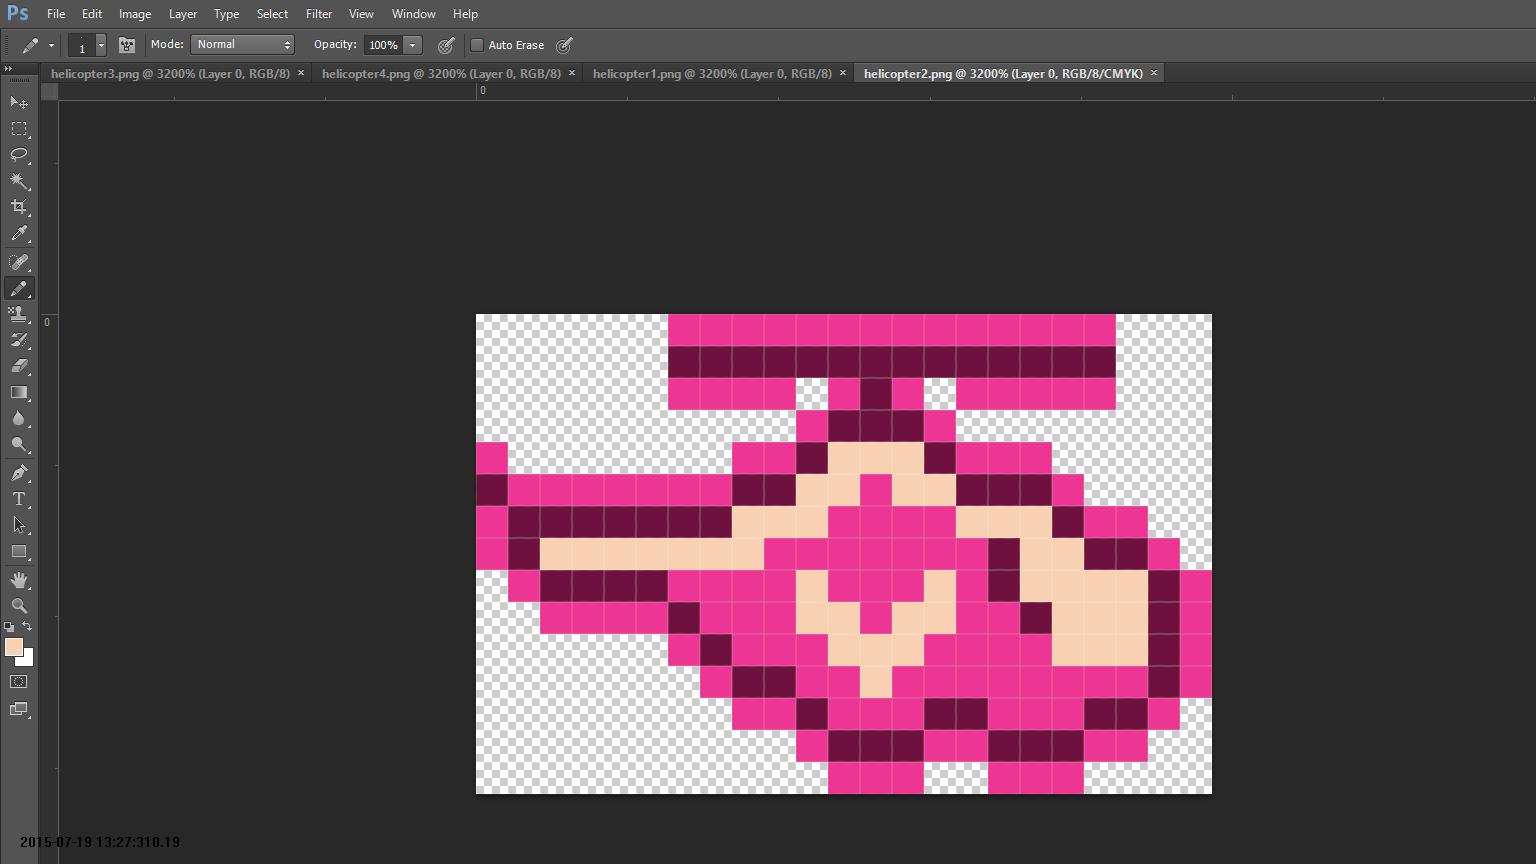 Ps File Edit Image Layer Type Select Filter View Window Help
1 Mode: Normal Opacity: 100% Auto Erase
helicopter3.png @ 3200% (Layer 0, RGB/8) × helicopter4.png @ 3200% (Layer 0, RGB/8) × helicopter1.png @ 3200% (Layer 0, RGB/8) × helicopter2.png @ 3200% (Layer 0, RGB/8/CMYK) ×
0
0
T
2015-07-19 13:27:310.19